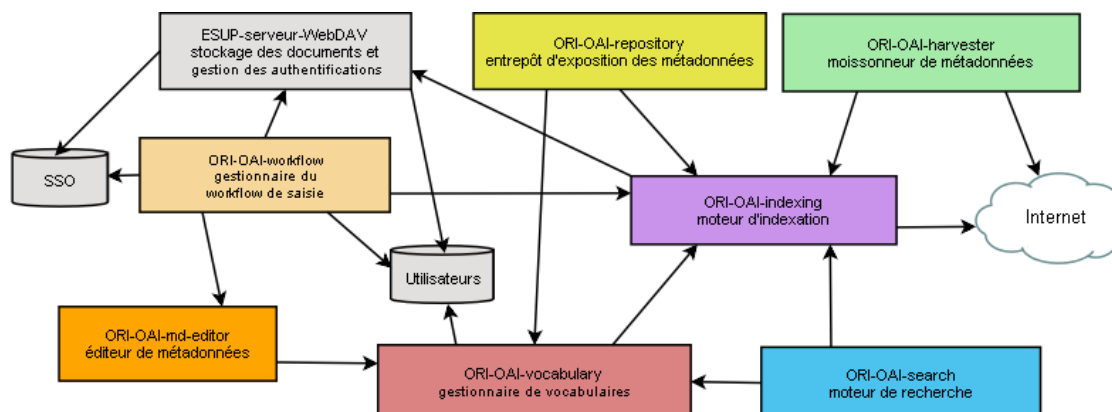 ESUP-serveur-WebDAV
stockage des documents et
gestion des authentifications
ORI-OAI-repository
entrepôt d'exposition des métadonnées
ORI-OAI-harvester
moissonneur de métadonnées
SSO
ORI-OAI-workflow
gestionnaire du
workflow de saisie
ORI-OAI-indexing
moteur d'indexation
Internet
Utilisateurs
ORI-OAI-md-editor
éditeur de métadonnées
ORI-OAI-vocabulary
gestionnaire de vocabulaires
ORI-OAI-search
moteur de recherche